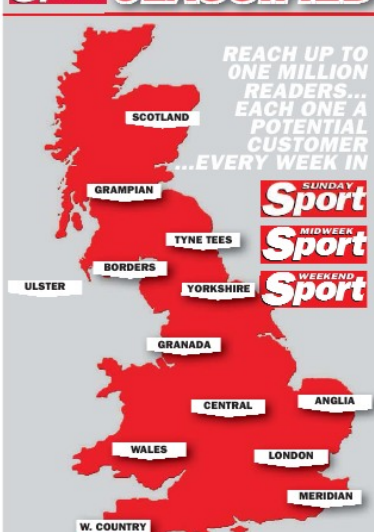 CLASSIFIED
REACH UP TO
ONE MILLION
READERS...
EACH ONE A
POTENTIAL
CUSTOMER
...EVERY WEEK IN
SCOTLAND
GRAMPIAN
SUNDAY
Sport
TYNE TEES
MIDWEEK
Sport
BORDERS
ULSTER
YORKSHIRE
WEEKEND
Sport
GRANADA
CENTRAL
ANGLIA
WALES
LONDON
MERIDIAN
W. COUNTRY